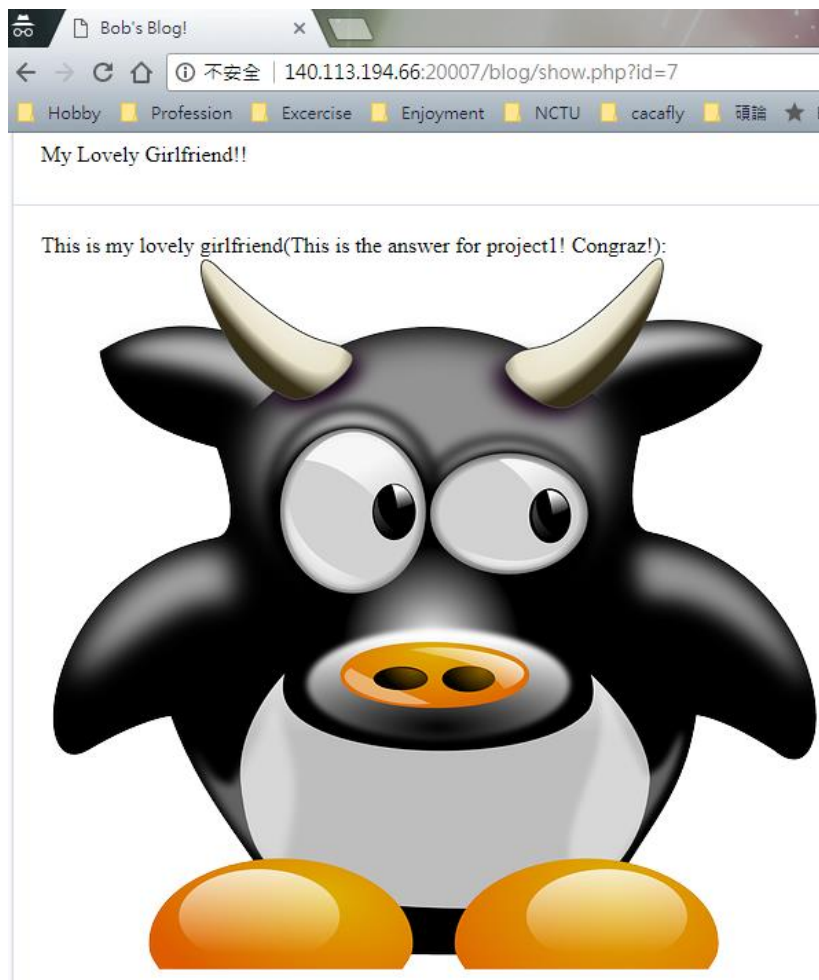 Bob's Blog!
不安全 | 140.113.194.66:20007/blog/show.php?id=7
Hobby Profession Excercise Enjoyment NCTU cacafly 碩論
My Lovely Girlfriend!!
This is my lovely girlfriend(This is the answer for project1! Congraz!):